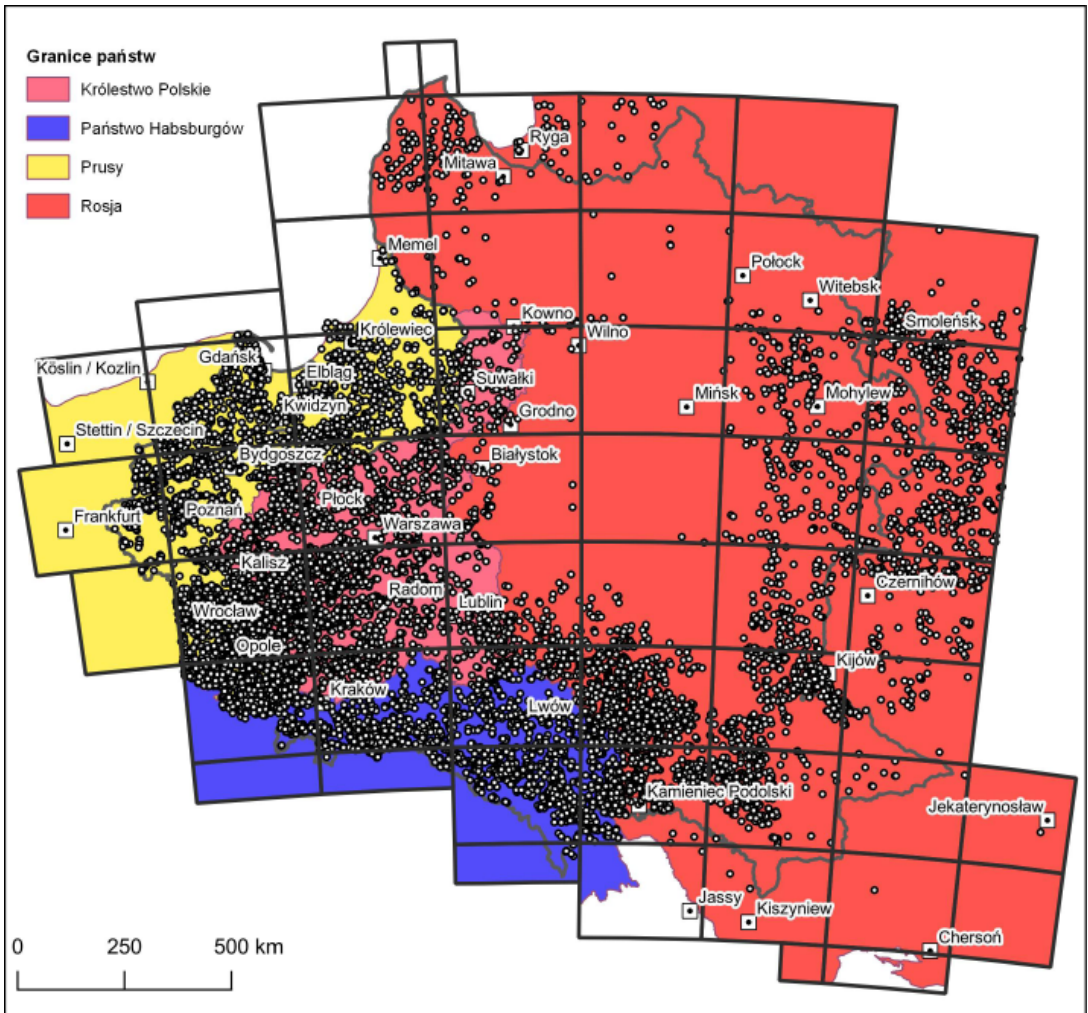 Granice państw
Królestwo Polskie
Państwo Habsburgów
Prusy
Rosja
Ryga
Mitawa
Memel
Połock
Witebsk
Kowno
Smoleńsk
Królewiec
Wilno
Gdańsk
Köslin / Kozlin
Elbląg
Suwałki
Mińsk
Mohylew
Kwidzyn
Grodno
Stettin / Szczecin
Bydgoszcz
Białystok
Płock
Frankfurt
Poznań
Warszawa
Kalisz
Czernihów
Radom
Wrocław
Lublin
Opole
Kijów
Kraków
Lwów
Kamieniec Podolski
Jekaterynosław
Jassy
Kiszyniew
Chersoń
0 250 500 km